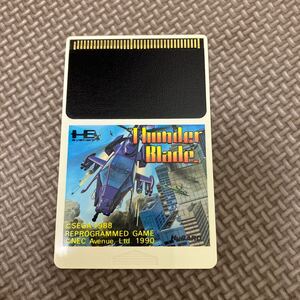 Thunder
Blade
©SEGA 1988
REPROGRAMMED GAME
©NEC Avenue, Ltd 1990